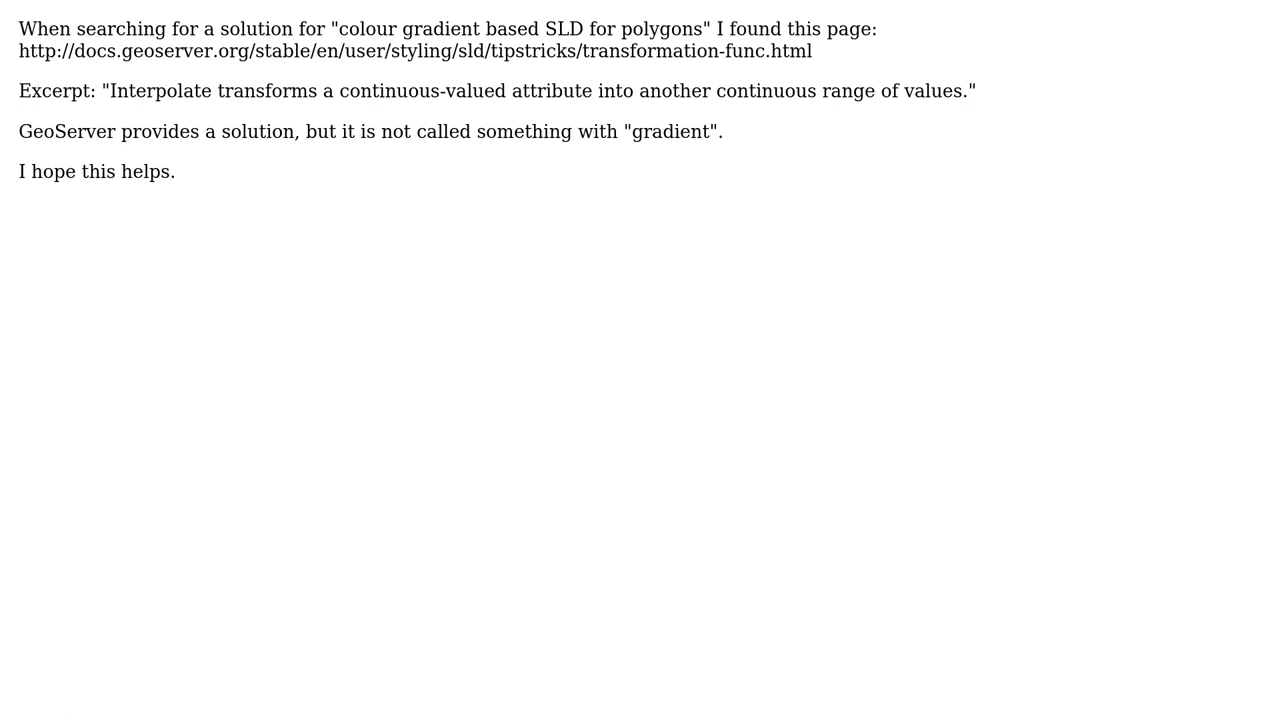 When searching for a solution for "colour gradient based SLD for polygons" I found this page:
http://docs.geoserver.org/stable/en/user/styling/sld/tipstricks/transformation-func.html
Excerpt: "Interpolate transforms a continuous-valued attribute into another continuous range of values."
GeoServer provides a solution, but it is not called something with "gradient".
I hope this helps.